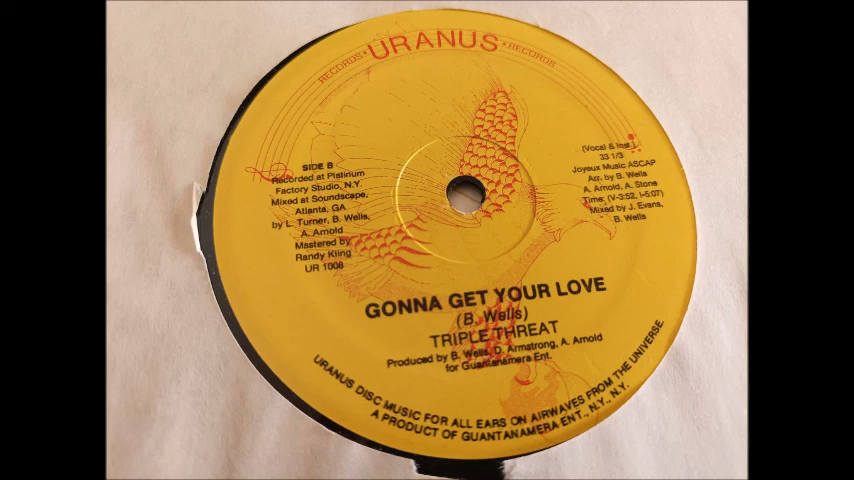 RECORDS • URANUS • RECORDS
SIDE B
Recorded at Platinum
Factory Studio, N.Y.
Mixed at Soundscape,
Atlanta, GA
by L. Turner, B. Wells,
A. Arnold
Mastered by
Randy Kling
UR 1008
(Vocal & Inst.)
33 1/3
Joyeux Music ASCAP
Arr. by B. Wells
A. Arnold, A. Stone
Time: (V-3:52, I-5:07)
Mixed by J. Evans,
B. Wells
GONNA GET YOUR LOVE
(B. Wells)
TRIPLE THREAT
Produced by B. Wells, D. Armstrong, A. Arnold
for Guantanamera Ent.
URANUS DISC MUSIC FOR ALL EARS ON AIRWAVES FROM THE UNIVERSE
A PRODUCT OF GUANTANAMERA ENT., N.Y., N.Y.